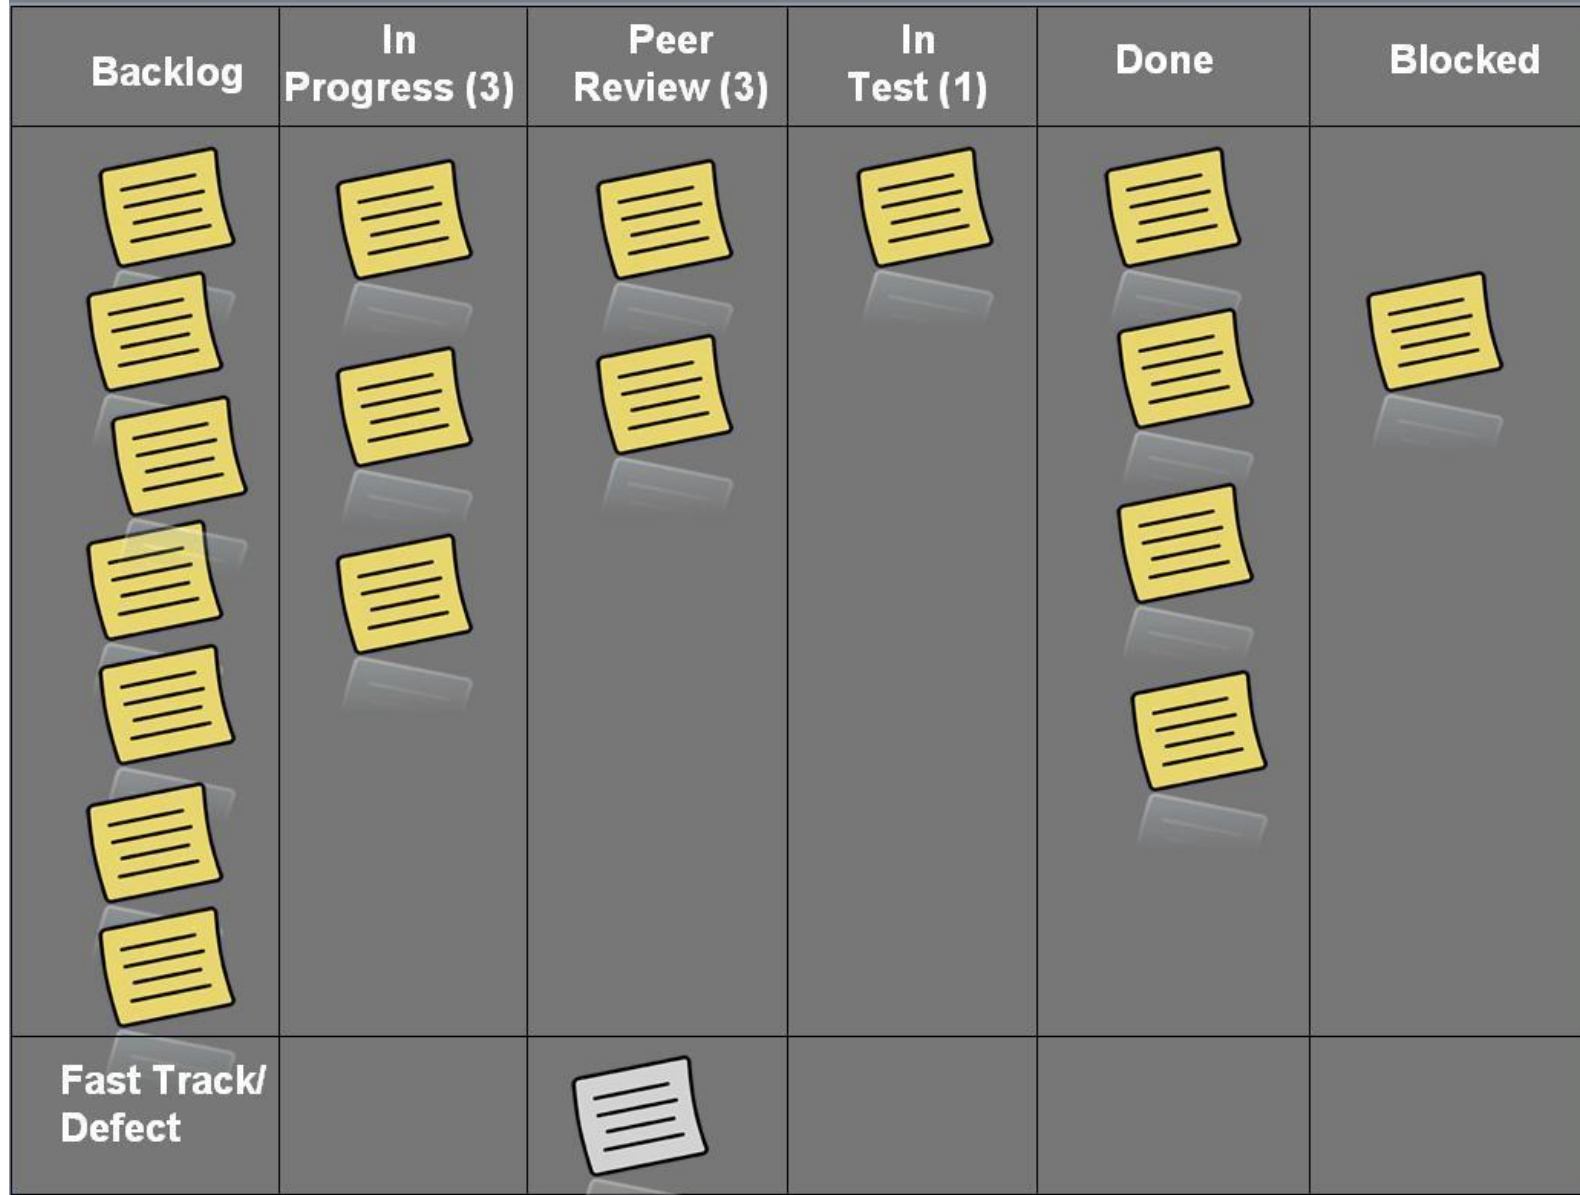 Backlog
In
Progress (3)
Peer
Review (3)
In
Test (1)
Done
Blocked
Fast Track/
Defect